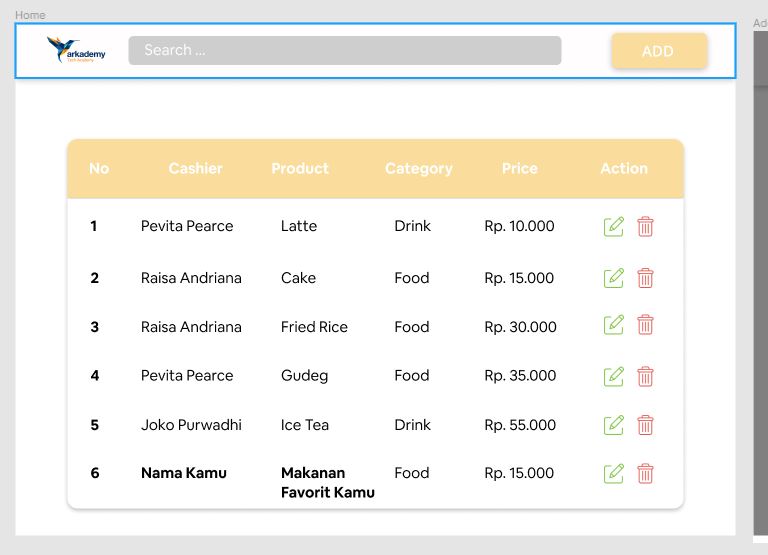 Home
Ad
arkademy
Tech Academy
Search ...
ADD
No Cashier Product Category Price Action
1 Pevita Pearce Latte Drink Rp. 10.000
2 Raisa Andriana Cake Food Rp. 15.000
3 Raisa Andriana Fried Rice Food Rp. 30.000
4 Pevita Pearce Gudeg Food Rp. 35.000
5 Joko Purwadhi Ice Tea Drink Rp. 55.000
6 Nama Kamu Makanan Food Rp. 15.000
Favorit Kamu